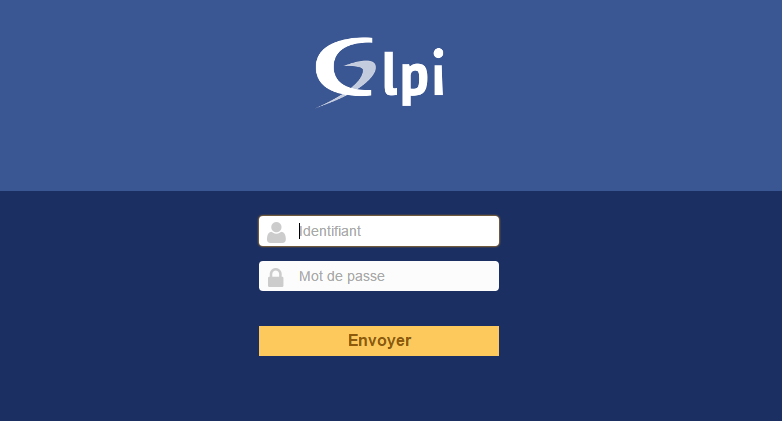 Glpi
Identifiant
Mot de passe
Envoyer